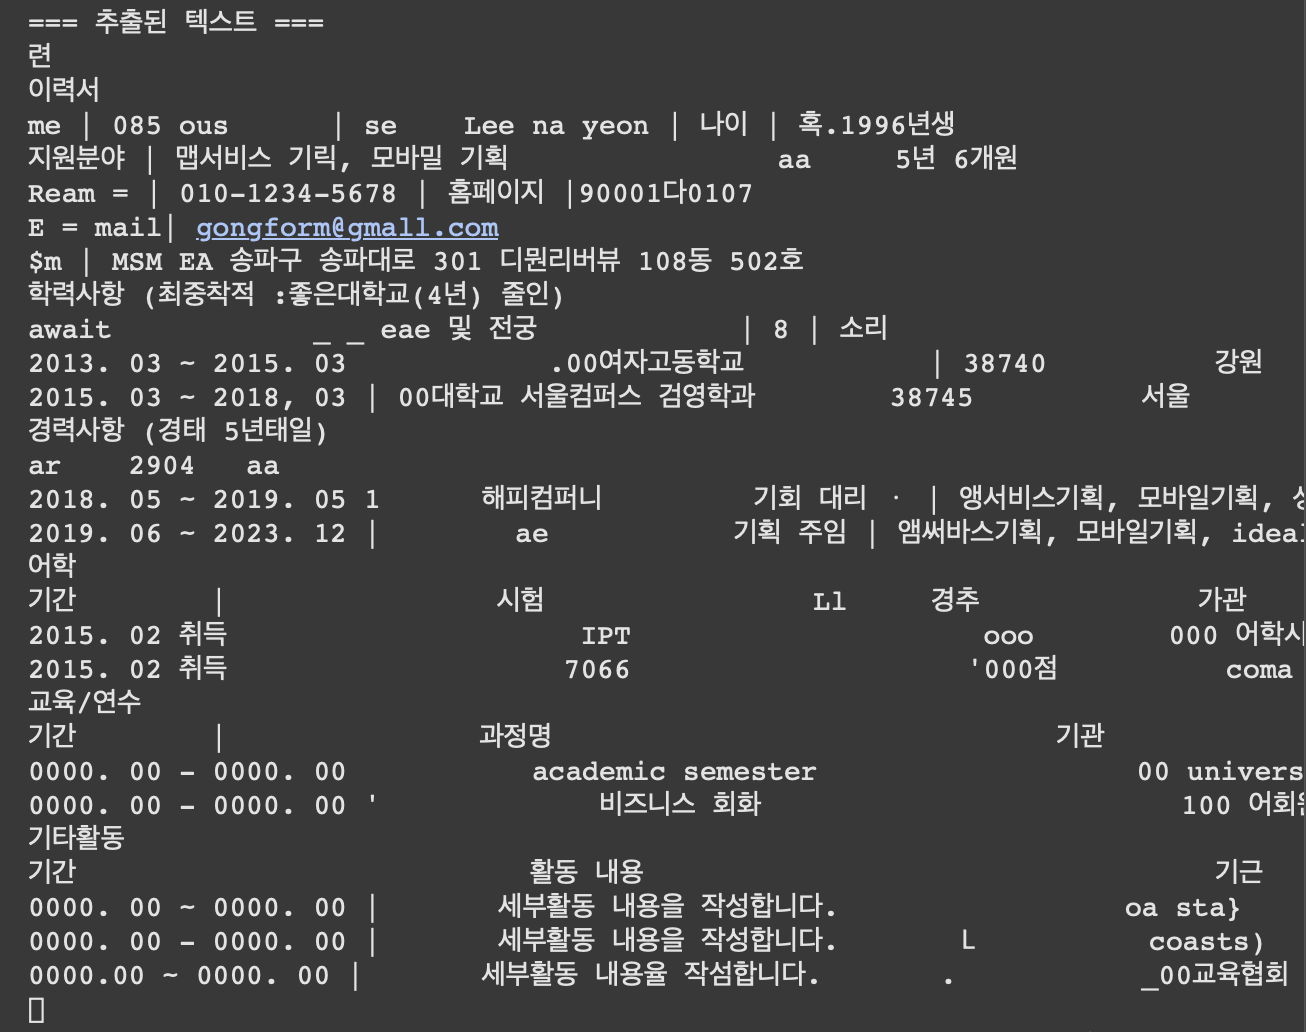 === 추출된 텍스트 ===
련
이력서
me | 085 ous | se Lee na yeon | 나이 | 혹.1996년생
지원분야 | 맵서비스 기릭, 모바밀 기획 aa 5년 6개원
Ream = | 010-1234-5678 | 홈페이지 |90001다0107
E = mail| gongform@gmall.com
$m | MSM EA 송파구 송파대로 301 디뭔리버뷰 108동 502호
학력사항 (최중착적 :좋은대학교(4년) 줄인)
await _ _ eae 및 전궁 | 8 | 소리
2013. 03 ~ 2015. 03 .00여자고동학교 | 38740 강원
2015. 03 ~ 2018, 03 | 00대학교 서울컴퍼스 검영학과 38745 서울
경력사항 (경태 5년태일)
ar 2904 aa
2018. 05 ~ 2019. 05 1 해피컴퍼니 기회 대리 · | 앵서비스기획, 모바일기획,
2019. 06 ~ 2023. 12 | ae 기획 주임 | 앰써바스기획, 모바일기획, ideal
어학
기간 | 시험 Ll 경추 가관
2015. 02 취득 IPT ooo 000 어학시
2015. 02 취득 7066 '000점 coma
교육/연수
기간 | 과정명 기관
0000. 00 - 0000. 00 academic semester 00 univers
0000. 00 - 0000. 00 ' 비즈니스 회화 100 어회원
기타활동
기간 활동 내용 기근
0000. 00 ~ 0000. 00 | 세부활동 내용을 작성합니다. oa sta}
0000. 00 - 0000. 00 | 세부활동 내용을 작성합니다. L coasts)
0000.00 ~ 0000. 00 | 세부활동 내용율 작섬합니다. . _00교육협회